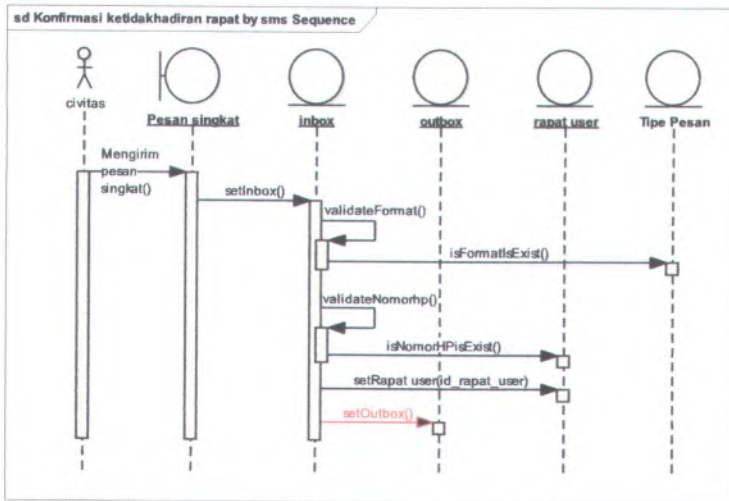 sd Konfirmasi ketidakhadiran rapat by sms Sequence
civitas
Pesan singkat
inbox
outbox
rapat user
Tipe Pesan
Mengirim
pesan
singkat()
setInbox()
validateFormat()
isFormatIsExist()
validateNomorhp()
isNomorHPisExist()
setRapat user(id_rapat_user)
setOutbox()